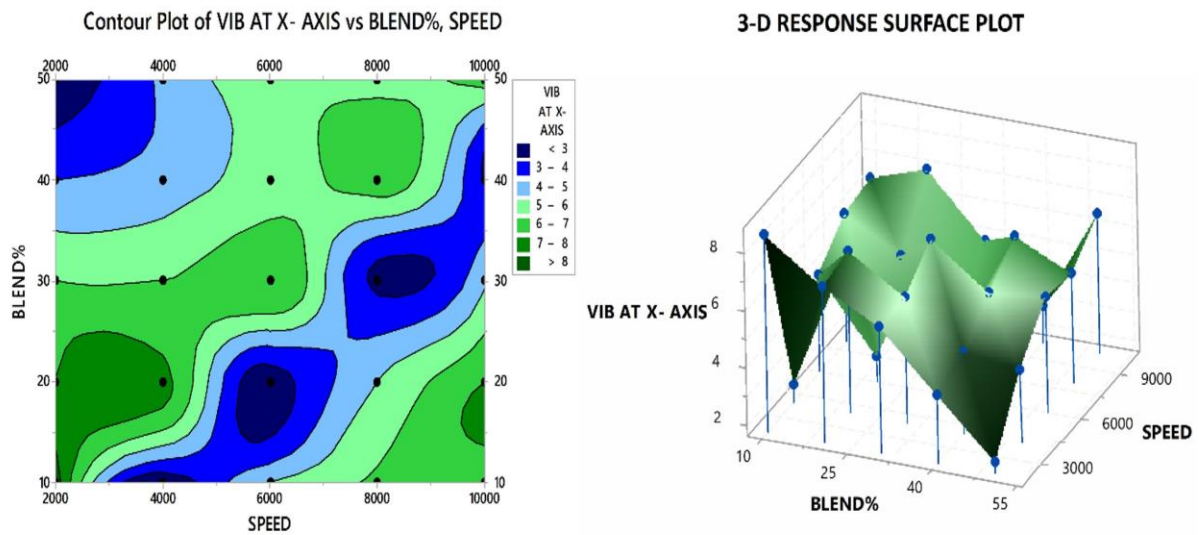 Contour Plot of VIB AT X- AXIS vs BLEND%, SPEED
2000 4000 6000 8000 10000
50 50
40 40
30 30
20 20
10 10
BLEND%
2000 4000 6000 8000 10000
SPEED
VIB
AT X-
AXIS
< 3
3 – 4
4 – 5
5 – 6
6 – 7
7 – 8
> 8
3-D RESPONSE SURFACE PLOT
VIB AT X- AXIS
8
6
4
2
10
25
40
55
BLEND%
3000
6000
9000
SPEED